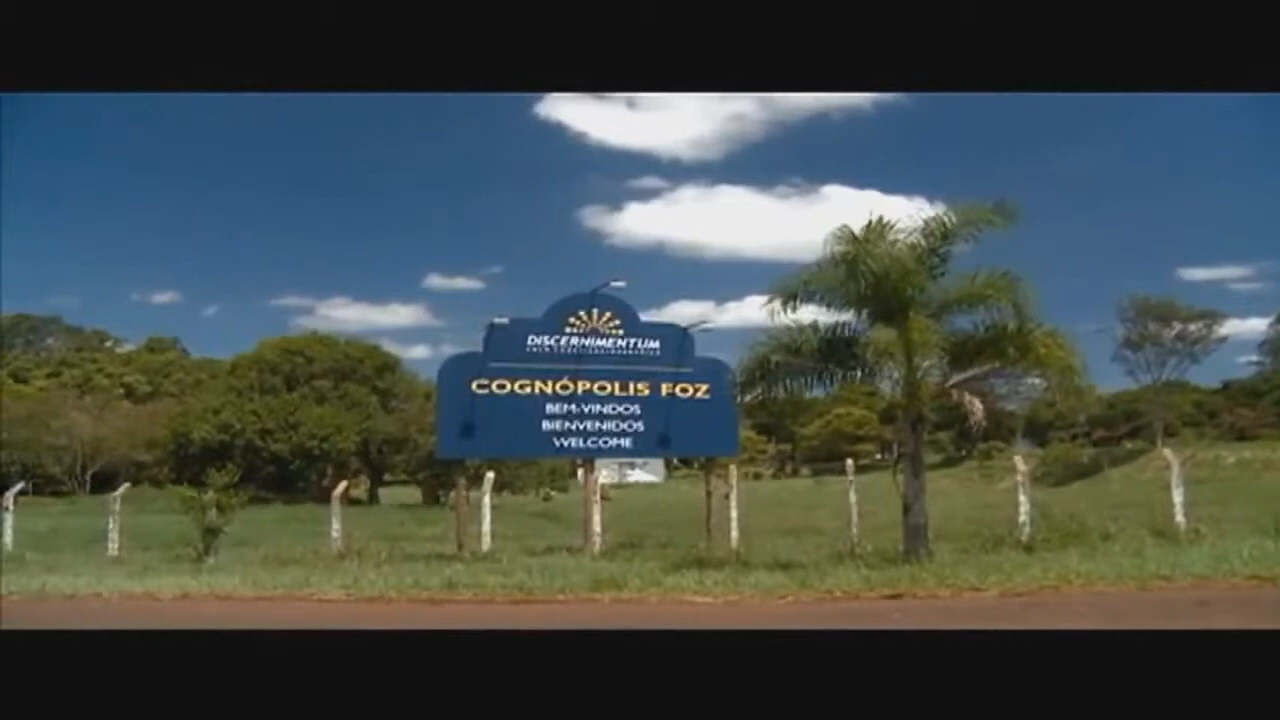 DISCERNIMENTUM
COGNÓPOLIS FOZ
BEM-VINDOS
BIENVENIDOS
WELCOME